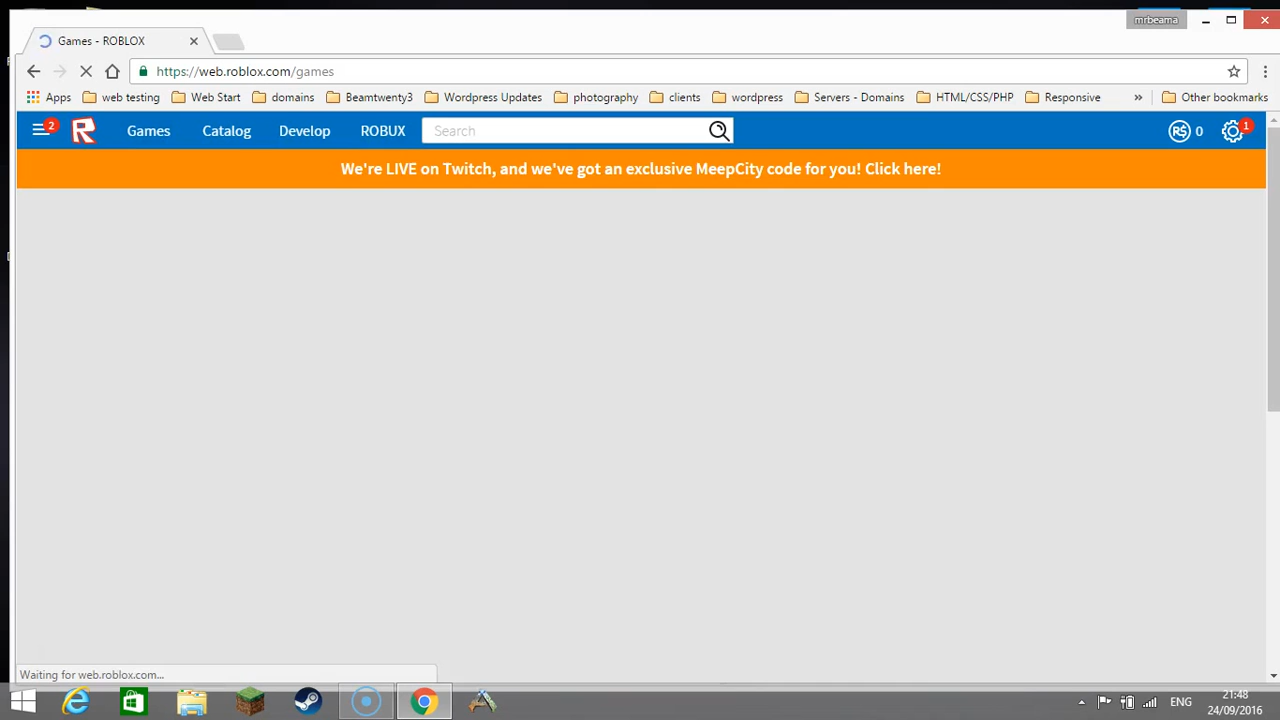 mrbeama
Games - ROBLOX
https://web.roblox.com/games
Apps web testing Web Start domains Beamtwenty3 Wordpress Updates photography clients wordpress Servers - Domains HTML/CSS/PHP Responsive » Other bookmarks
2 R Games Catalog Develop ROBUX Search R$ 0 1
We're LIVE on Twitch, and we've got an exclusive MeepCity code for you! Click here!
Waiting for web.roblox.com...
ENG
21:48
24/09/2016